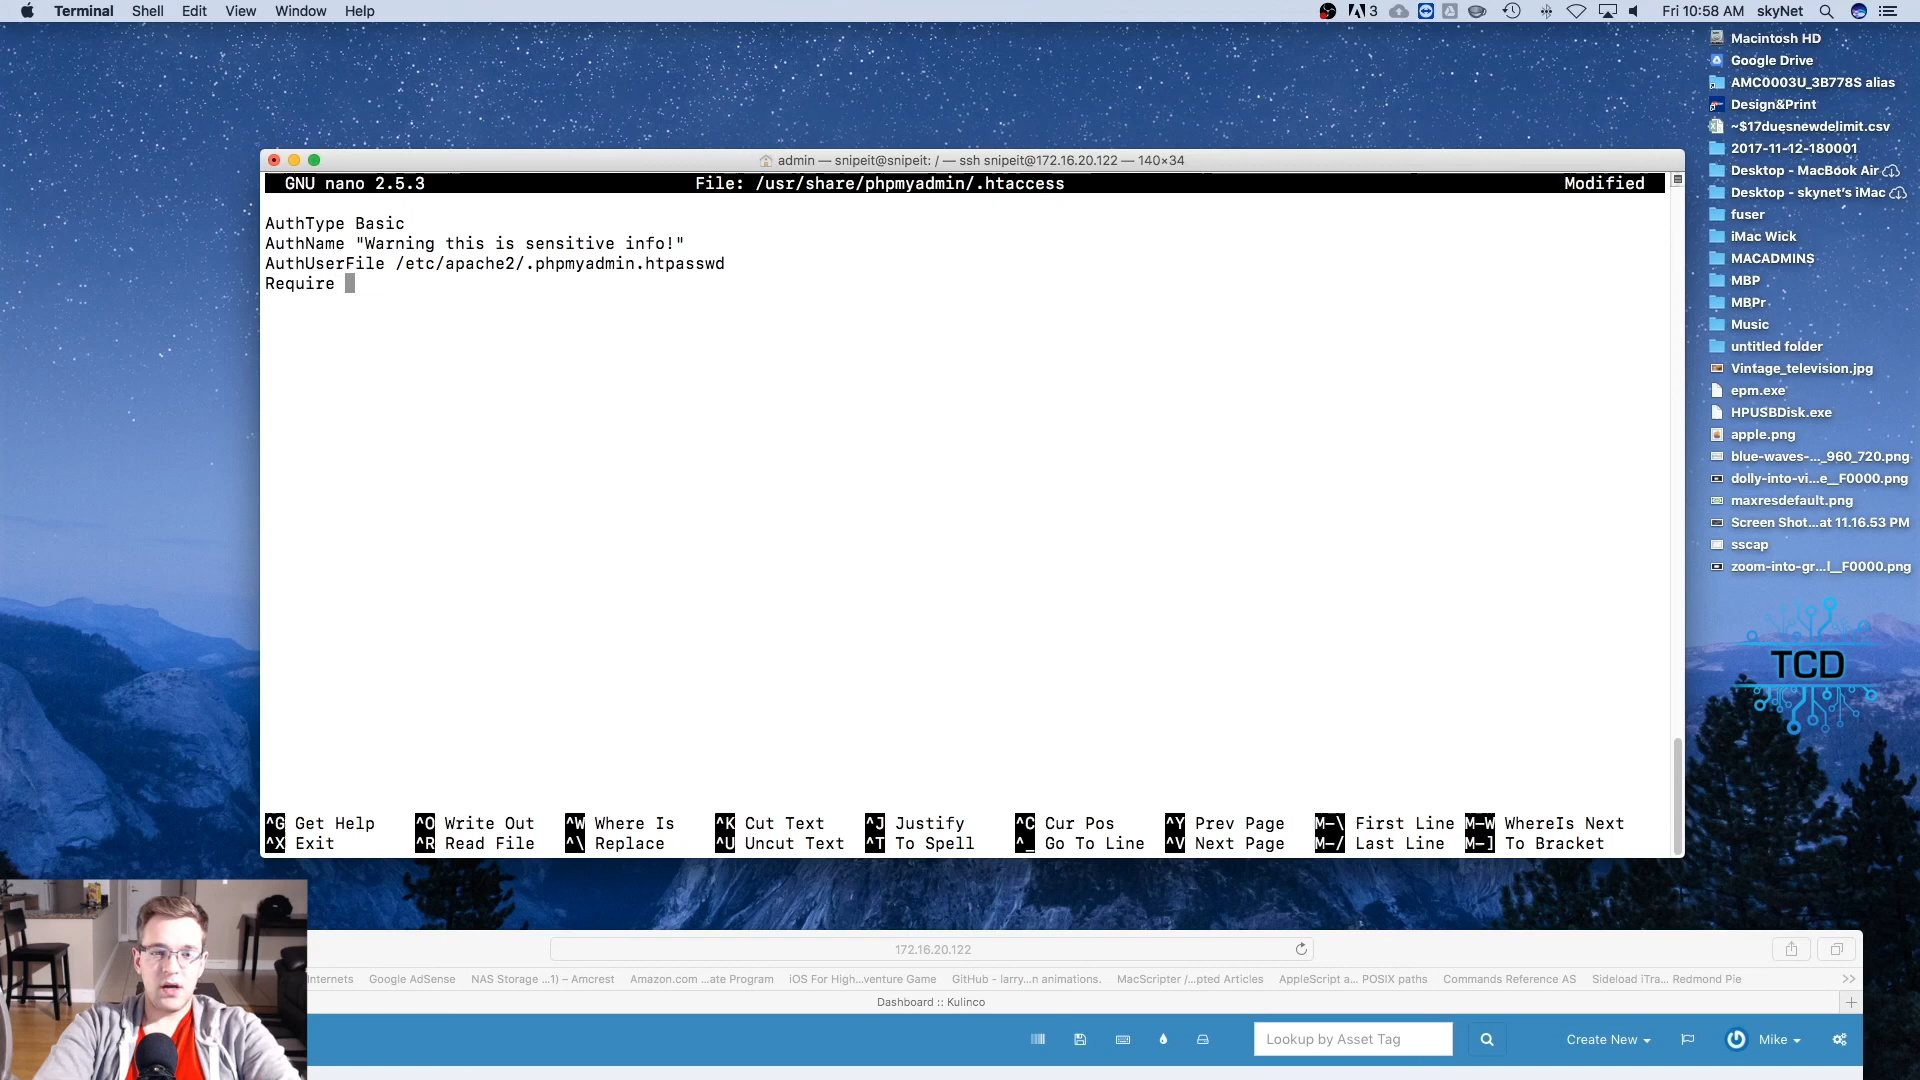 Terminal Shell Edit View Window Help
3 Fri 10:58 AM skyNet
Macintosh HD
Google Drive
AMC0003U_3B778S alias
Design&Print
~$17duesnewdelimit.csv
2017-11-12-180001
Desktop - MacBook Air
Desktop - skynet's iMac
fuser
iMac Wick
MACADMINS
MBP
MBPr
Music
untitled folder
Vintage_television.jpg
epm.exe
HPUSBDisk.exe
apple.png
blue-waves-..._960_720.png
dolly-into-vi...e__F0000.png
maxresdefault.png
Screen Shot...at 11.16.53 PM
sscap
zoom-into-gr...l__F0000.png
TCD
admin — snipeit@snipeit: / — ssh snipeit@172.16.20.122 — 140×34
GNU nano 2.5.3 File: /usr/share/phpmyadmin/.htaccess Modified
AuthType Basic
AuthName "Warning this is sensitive info!"
AuthUserFile /etc/apache2/.phpmyadmin.htpasswd
Require
^G Get Help ^O Write Out ^W Where Is ^K Cut Text ^J Justify ^C Cur Pos ^Y Prev Page M-\ First Line M-W WhereIs Next
^X Exit ^R Read File ^\ Replace ^U Uncut Text ^T To Spell ^_ Go To Line ^V Next Page M-/ Last Line M-] To Bracket
172.16.20.122
nternets Google AdSense NAS Storage ...1) – Amcrest Amazon.com ...ate Program iOS For High...venture Game GitHub - larry...n animations. MacScripter /...pted Articles AppleScript a... POSIX paths Commands Reference AS Sideload iTra... Redmond Pie >>
Dashboard :: Kulinco +
Lookup by Asset Tag Create New Mike